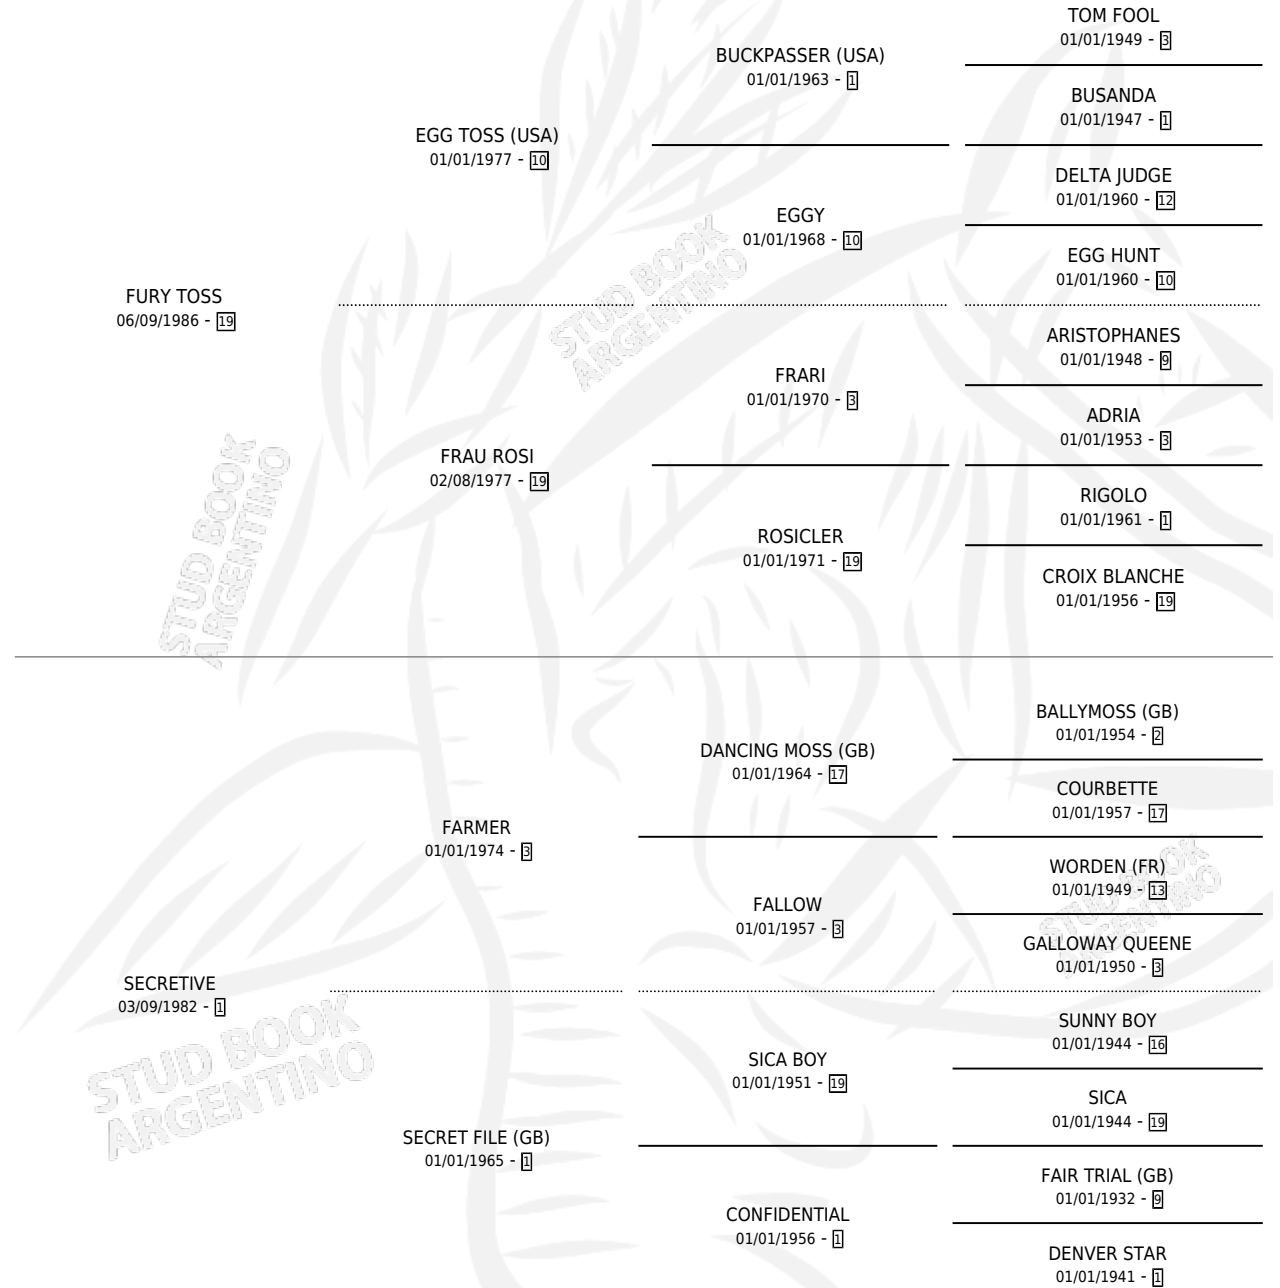 TOM FOOL
01/01/1949 - 3
BUCKPASSER (USA)
01/01/1963 - 1
BUSANDA
01/01/1947 - 1
EGG TOSS (USA)
01/01/1977 - 10
DELTA JUDGE
01/01/1960 - 12
EGGY
01/01/1968 - 10
EGG HUNT
01/01/1960 - 10
FURY TOSS
06/09/1986 - 19
STUD BOOK
ARGENTINO
ARISTOPHANES
01/01/1948 - 9
FRARI
01/01/1970 - 3
ADRIA
01/01/1953 - 3
FRAU ROSI
02/08/1977 - 19
RIGOLO
01/01/1961 - 1
ROSICLER
01/01/1971 - 19
CROIX BLANCHE
01/01/1956 - 19
STUD BOOK
ARGENTINO
BALLYMOSS (GB)
01/01/1954 - 2
DANCING MOSS (GB)
01/01/1964 - 17
COURBETTE
01/01/1957 - 17
FARMER
01/01/1974 - 3
WORDEN (FR)
01/01/1949 - 13
FALLOW
01/01/1957 - 3
GALLOWAY QUEENE
01/01/1950 - 3
STUD BOOK
ARGENTINO
SECRETIVE
03/09/1982 - 1
SUNNY BOY
01/01/1944 - 16
SICA BOY
01/01/1951 - 19
SICA
01/01/1944 - 19
STUD BOOK
ARGENTINO
SECRET FILE (GB)
01/01/1965 - 1
FAIR TRIAL (GB)
01/01/1932 - 9
CONFIDENTIAL
01/01/1956 - 1
DENVER STAR
01/01/1941 - 1